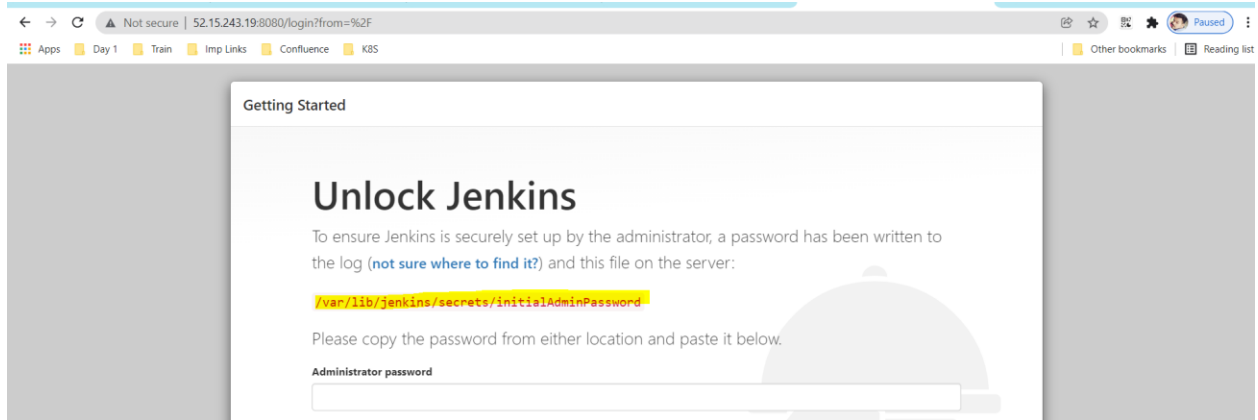 Not secure | 52.15.243.19:8080/login?from=%2F
Paused
Apps Day 1 Train Imp Links Confluence K8S Other bookmarks Reading list
Getting Started
Unlock Jenkins
To ensure Jenkins is securely set up by the administrator, a password has been written to
the log (not sure where to find it?) and this file on the server:
/var/lib/jenkins/secrets/initialAdminPassword
Please copy the password from either location and paste it below.
Administrator password